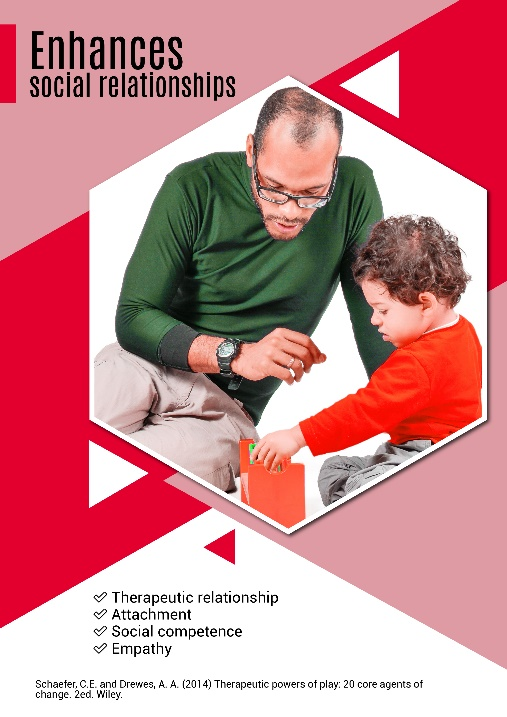 Enhances
social relationships
Therapeutic relationship
Attachment
Social competence
Empathy
Schaefer, C.E. and Drewes, A. A. (2014) Therapeutic powers of play: 20 core agents of
change. 2ed. Wiley.